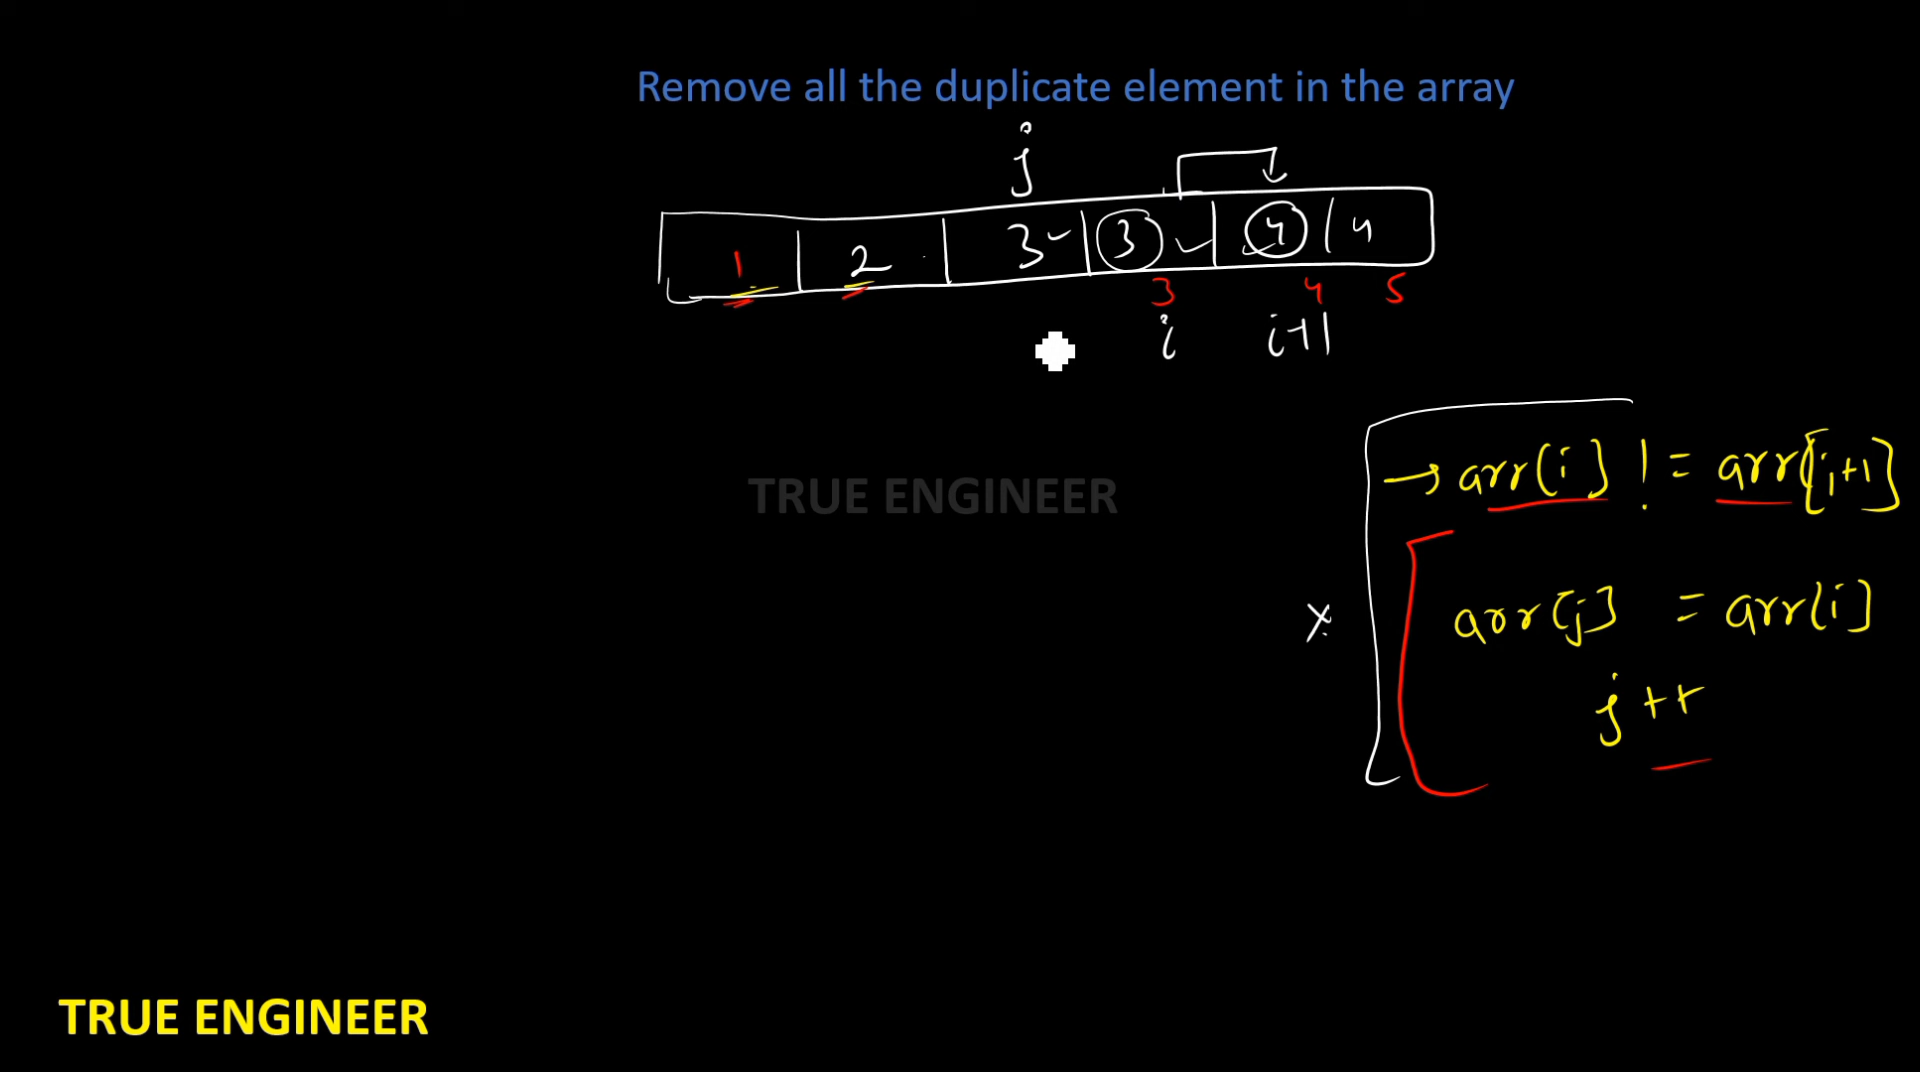 Remove all the duplicate element in the array
j
1 2 3 3 4 4
3 4 5
i i+1
arr[i] != arr[i+1]
arr[j] = arr[i]
x
j++
TRUE ENGINEER
TRUE ENGINEER